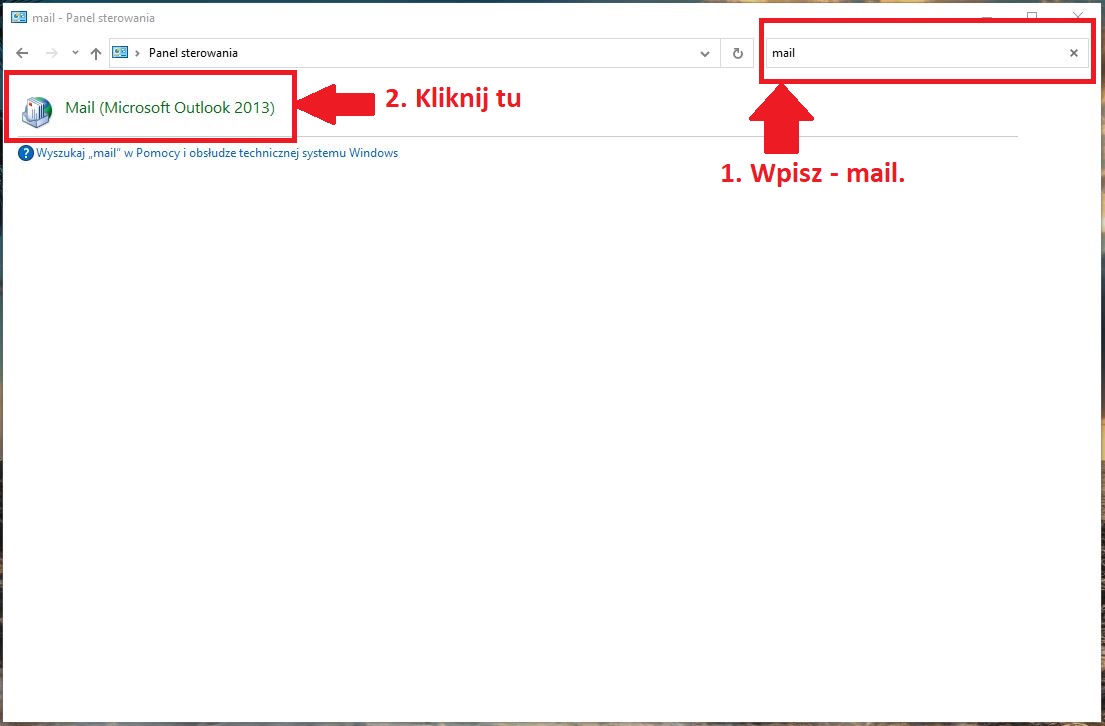 mail - Panel sterowania
Panel sterowania
mail
Mail (Microsoft Outlook 2013)
2. Kliknij tu
Wyszukaj „mail” w Pomocy i obsłudze technicznej systemu Windows
1. Wpisz - mail.